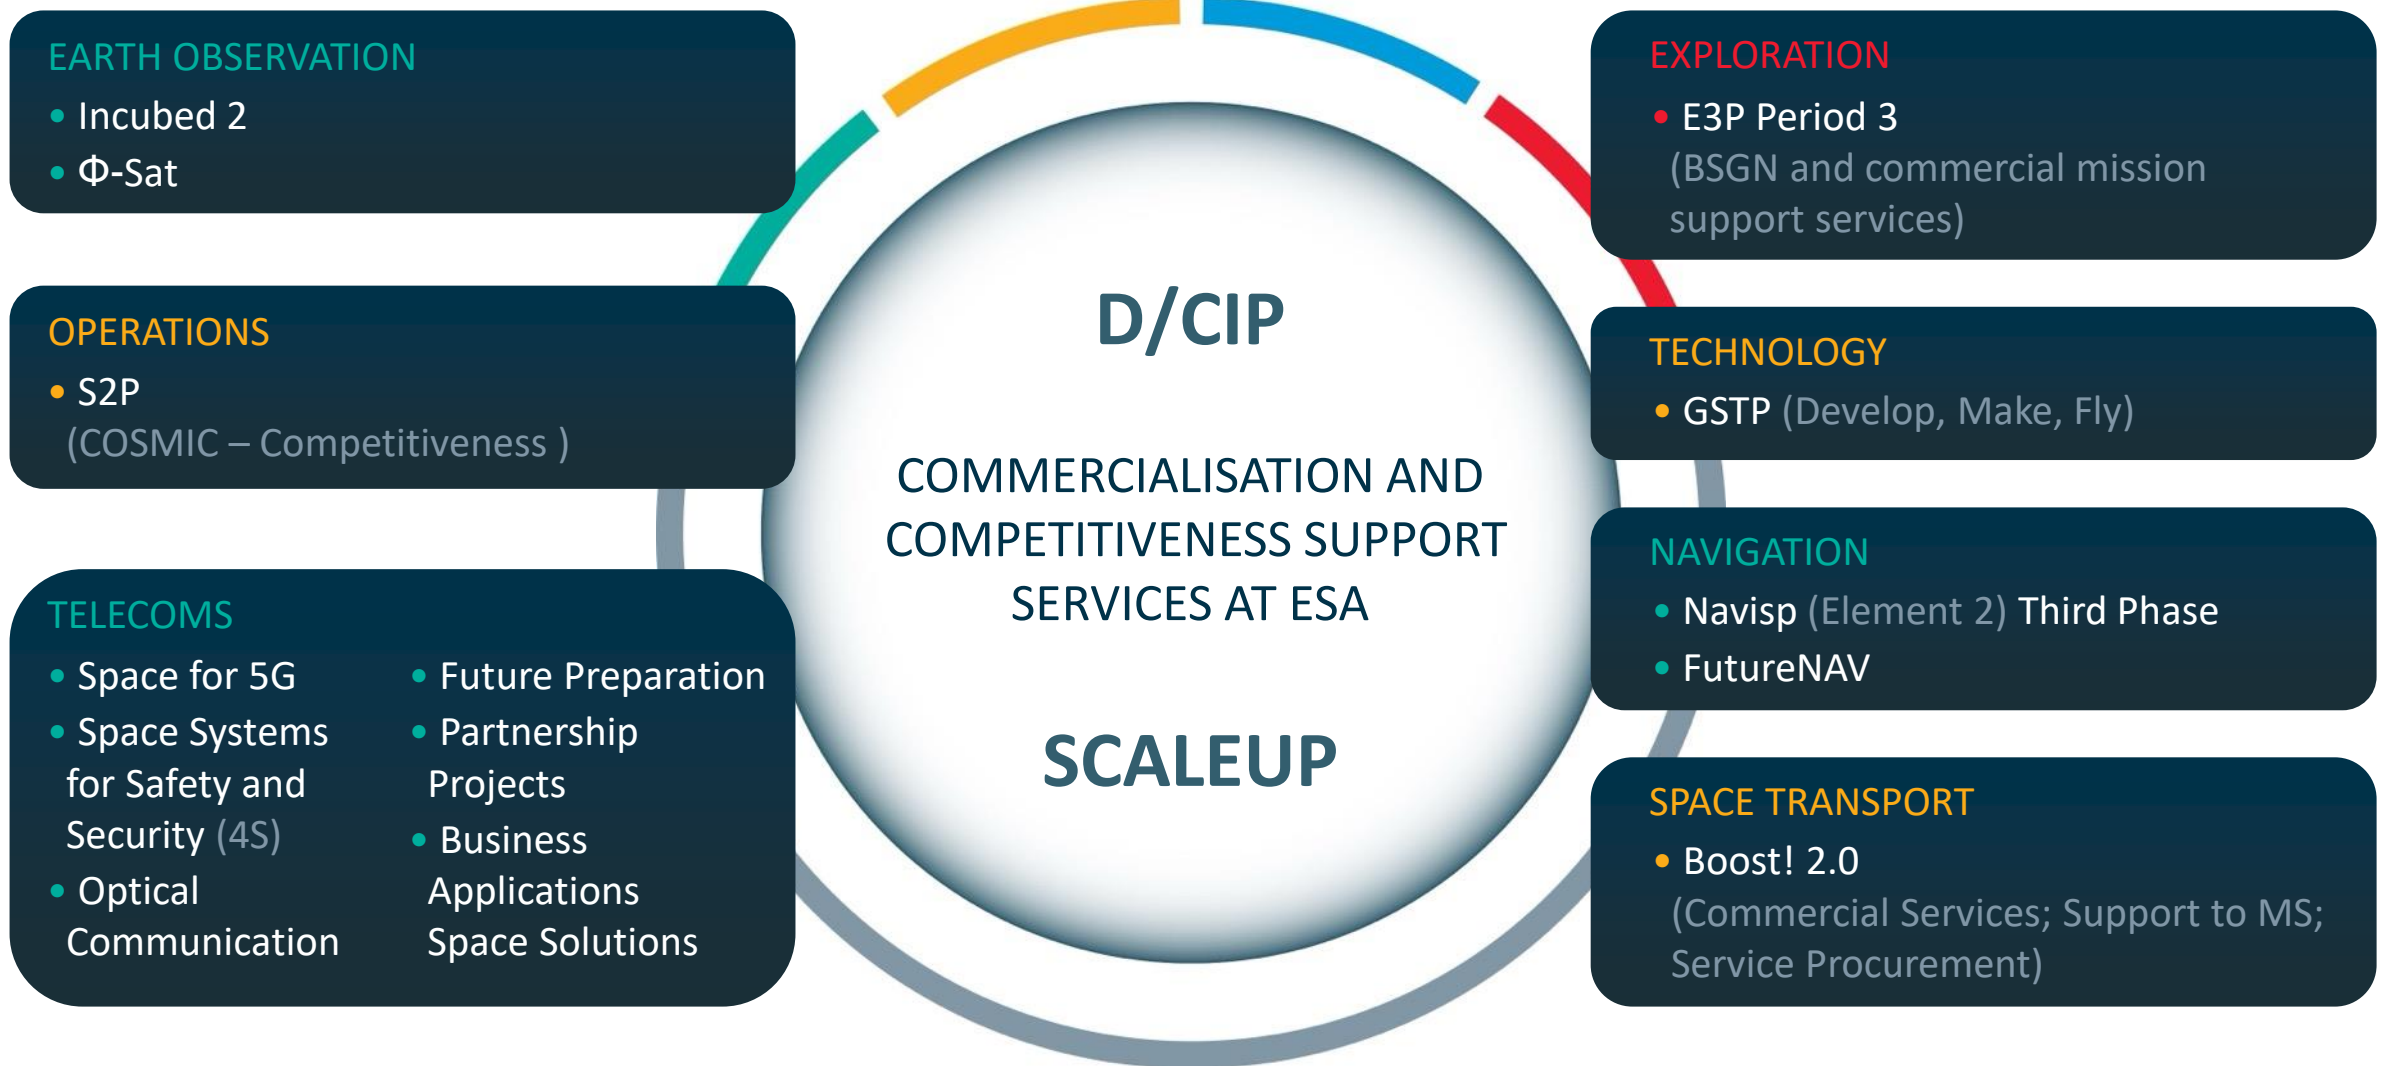 EARTH OBSERVATION
• Incubed 2
• Φ-Sat
OPERATIONS
• S2P
(COSMIC – Competitiveness )
TELECOMS
• Space for 5G
• Space Systems
for Safety and
Security (4S)
• Optical
Communication
• Future Preparation
• Partnership
Projects
• Business
Applications
Space Solutions
D/CIP
COMMERCIALISATION AND
COMPETITIVENESS SUPPORT
SERVICES AT ESA
SCALEUP
EXPLORATION
• E3P Period 3
(BSGN and commercial mission
support services)
TECHNOLOGY
• GSTP (Develop, Make, Fly)
NAVIGATION
• Navisp (Element 2) Third Phase
• FutureNAV
SPACE TRANSPORT
• Boost! 2.0
(Commercial Services; Support to MS;
Service Procurement)